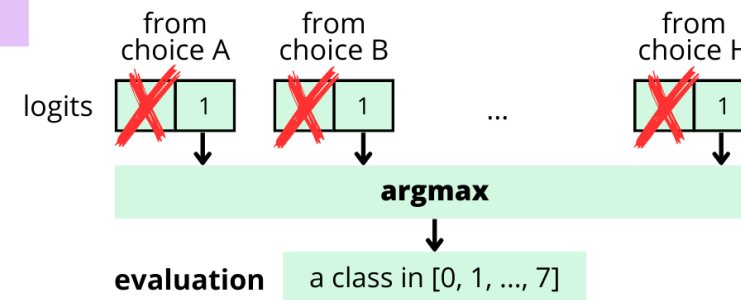 from
choice A
from
choice B
from
choice H
logits
1
1
...
1
argmax
evaluation
a class in [0, 1, ..., 7]